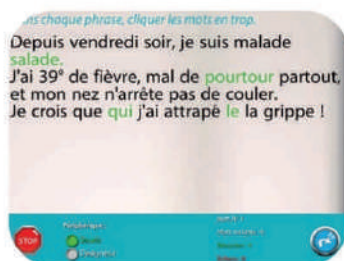 ns chaque phrase, cliquer les mots en trop.
Depuis vendredi soir, je suis malade
salade.
J'ai 39° de fièvre, mal de pourtour partout,
et mon nez n'arrête pas de couler.
Je crois que qui j'ai attrapé le la grippe !
STOP